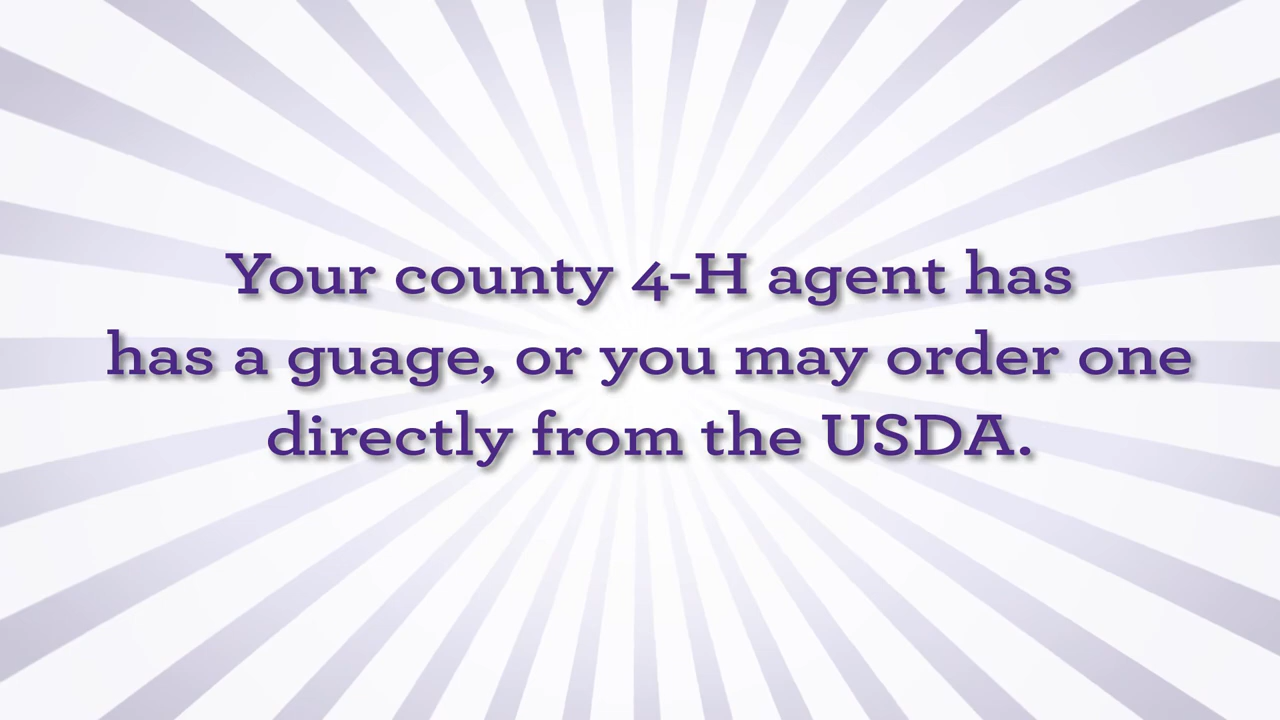 Your county 4-H agent has
has a guage, or you may order one
directly from the USDA.